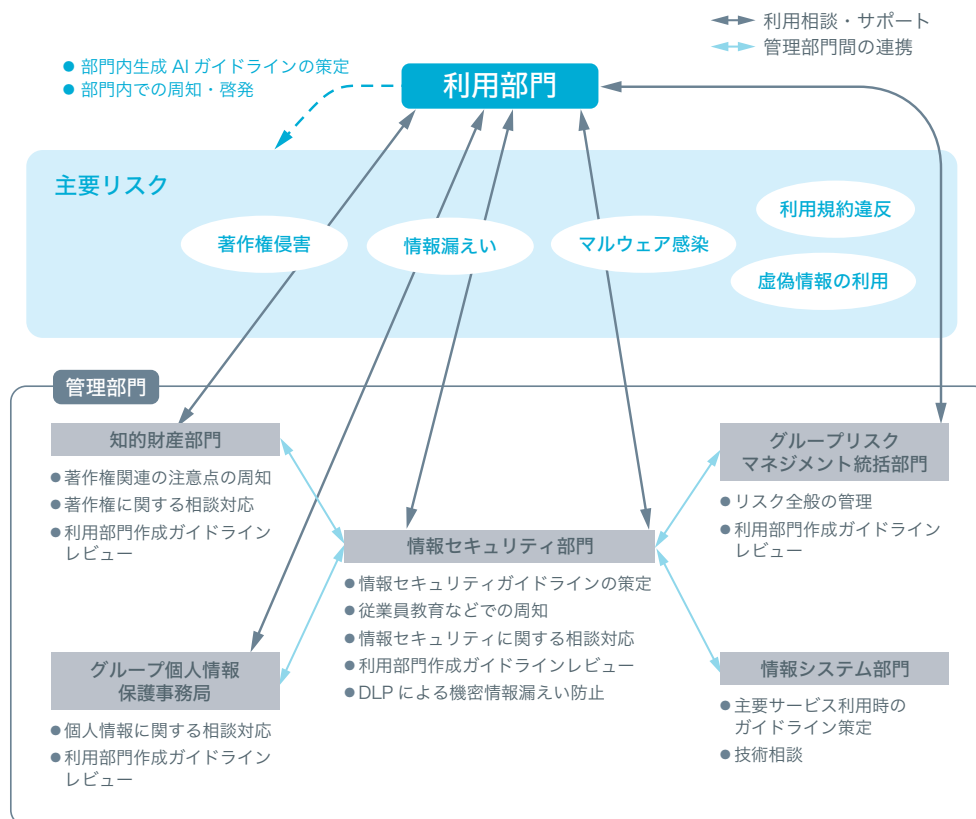 利用相談・サポート
管理部門間の連携
● 部門内生成 AI ガイドラインの策定
● 部門内での周知・啓発
利用部門
主要リスク
著作権侵害
情報漏えい
マルウェア感染
利用規約違反
虚偽情報の利用
管理部門
知的財産部門
● 著作権関連の注意点の周知
● 著作権に関する相談対応
● 利用部門作成ガイドライン
レビュー
グループリスク
マネジメント統括部門
● リスク全般の管理
● 利用部門作成ガイドライン
レビュー
情報セキュリティ部門
● 情報セキュリティガイドラインの策定
● 従業員教育などでの周知
● 情報セキュリティに関する相談対応
● 利用部門作成ガイドラインレビュー
● DLP による機密情報漏えい防止
グループ個人情報
保護事務局
● 個人情報に関する相談対応
● 利用部門作成ガイドライン
レビュー
情報システム部門
● 主要サービス利用時の
ガイドライン策定
● 技術相談